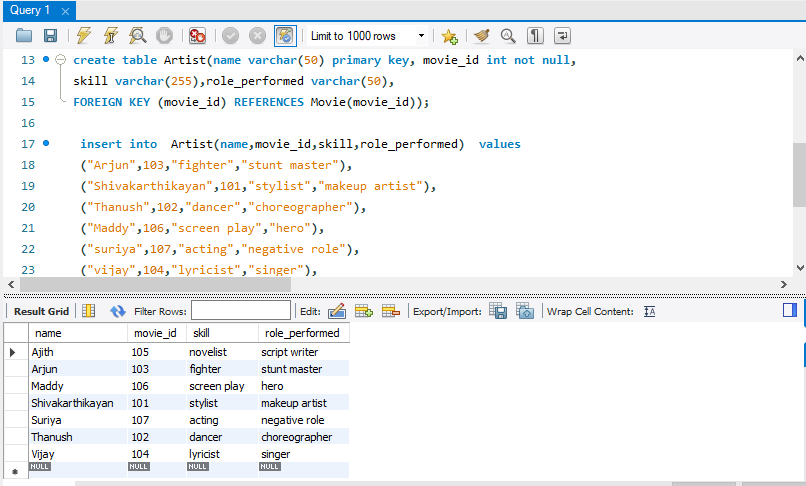 Query 1
Limit to 1000 rows
13 create table Artist(name varchar(50) primary key, movie_id int not null,
14 skill varchar(255),role_performed varchar(50),
15 FOREIGN KEY (movie_id) REFERENCES Movie(movie_id));
16
17 insert into Artist(name,movie_id,skill,role_performed) values
18 ("Arjun",103,"fighter","stunt master"),
19 ("Shivakarthikayan",101,"stylist","makeup artist"),
20 ("Thanush",102,"dancer","choreographer"),
21 ("Maddy",106,"screen play","hero"),
22 ("suriya",107,"acting","negative role"),
23 ("vijay",104,"lyricist","singer"),
Result Grid Filter Rows: Edit: Export/Import: Wrap Cell Content: IA
name movie_id skill role_performed
Ajith 105 novelist script writer
Arjun 103 fighter stunt master
Maddy 106 screen play hero
Shivakarthikayan 101 stylist makeup artist
Suriya 107 acting negative role
Thanush 102 dancer choreographer
Vijay 104 lyricist singer
NULL NULL NULL NULL